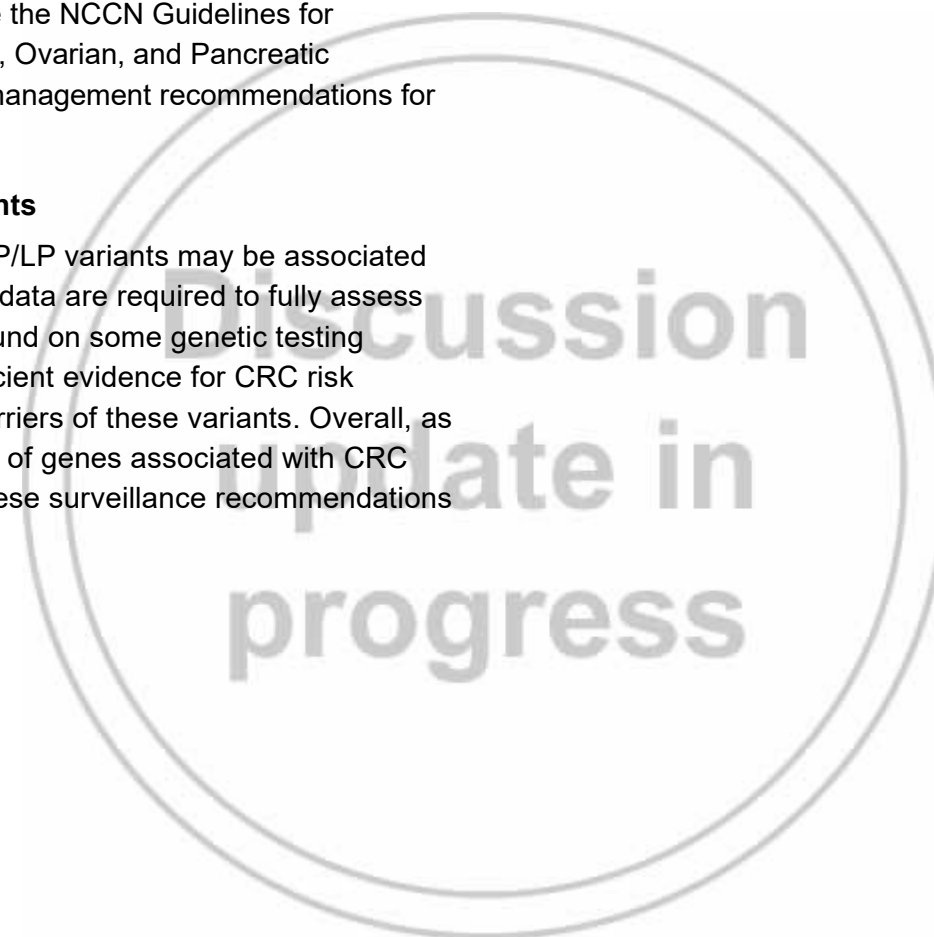 e the NCCN Guidelines for
, Ovarian, and Pancreatic
management recommendations for
nts
P/LP variants may be associated
data are required to fully assess
und on some genetic testing
cient evidence for CRC risk
rriers of these variants. Overall, as
of genes associated with CRC
ese surveillance recommendations
Discussion
update in
progress